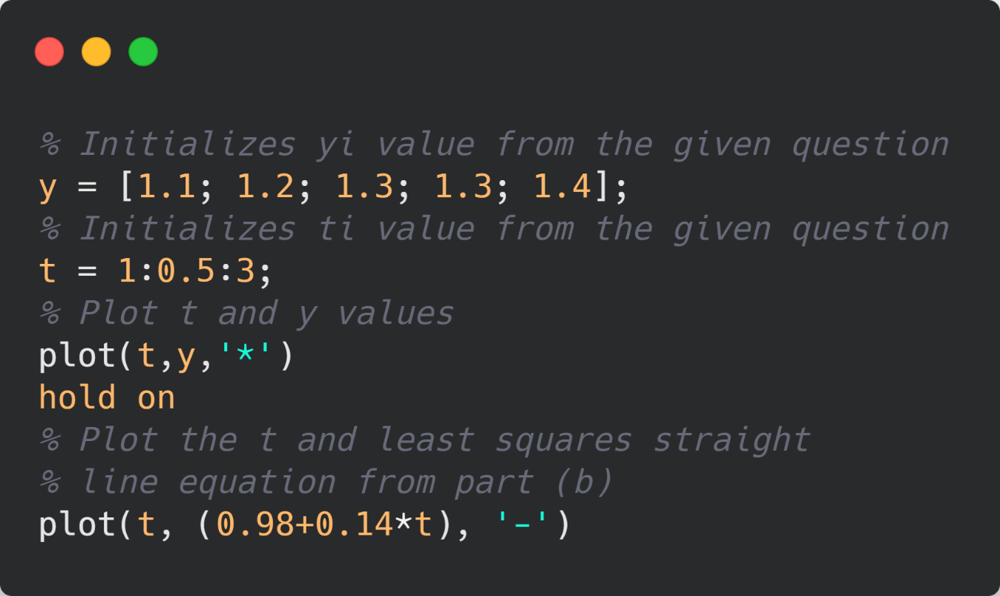 % Initializes yi value from the given question
y = [1.1; 1.2; 1.3; 1.3; 1.4];
% Initializes ti value from the given question
t = 1:0.5:3;
% Plot t and y values
plot(t,y,'*')
hold on
% Plot the t and least squares straight
% line equation from part (b)
plot(t, (0.98+0.14*t), '-')